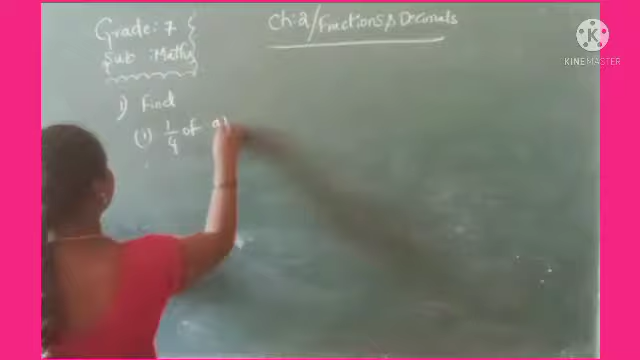 Grade: 7
Sub : Maths
Ch:2/Fractions & Decimals
1) Find
(i) 1/4 of a)
KINEMASTER